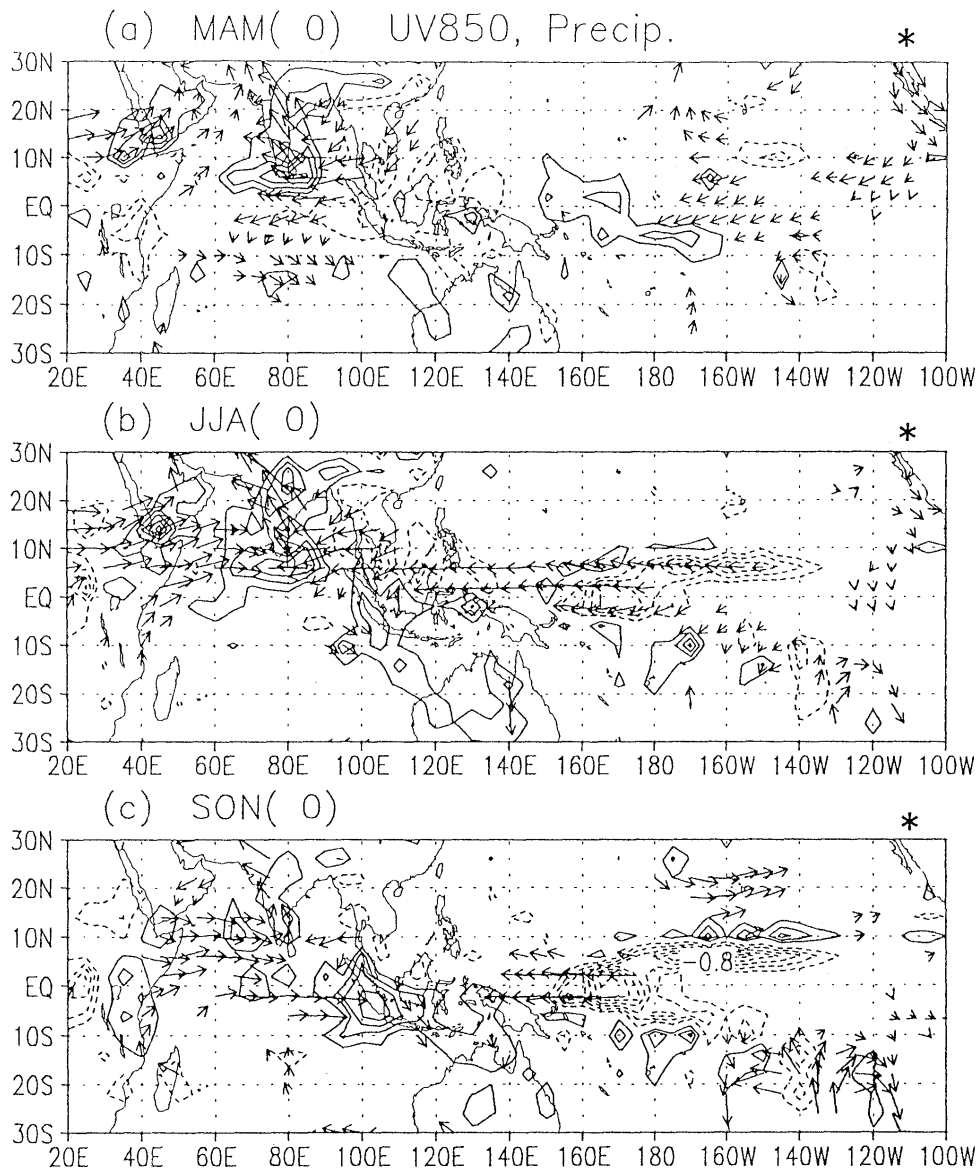 (a) MAM( 0) UV850, Precip. *
30N
20N
10N
EQ
10S
20S
30S
20E 40E 60E 80E 100E 120E 140E 160E 180 160W 140W 120W 100W
(b) JJA( 0) *
30N
20N
10N
EQ
10S
20S
30S
20E 40E 60E 80E 100E 120E 140E 160E 180 160W 140W 120W 100W
(c) SON( 0) *
30N
20N
10N
EQ
10S
20S
30S
-0.8
20E 40E 60E 80E 100E 120E 140E 160E 180 160W 140W 120W 100W